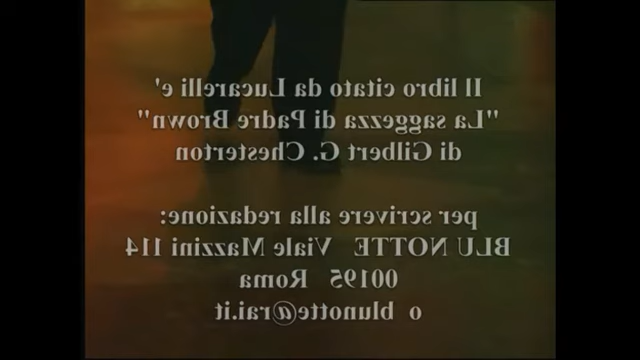 Il libro citato da Lucarelli e'
"La saggezza di Padre Brown"
di Gilbert G. Chesterton
per scrivere alla redazione:
BLU NOTTE Viale Mazzini 114
00195 Roma
o blunotte@rai.it